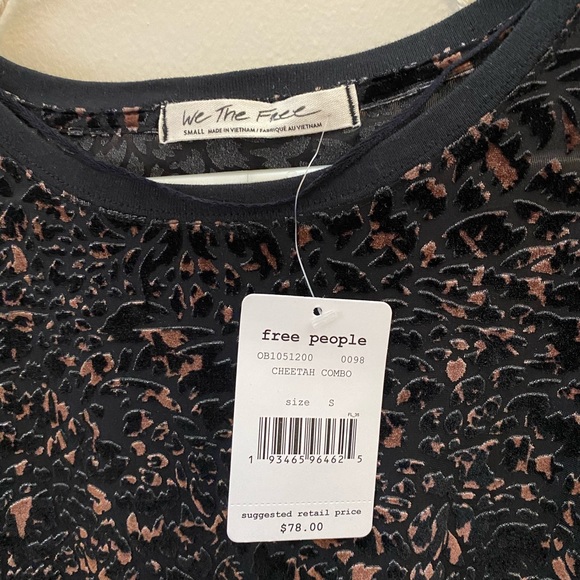 We The Free
SMALL MADE IN VIETNAM / FABRIQUÉ AU VIETNAM
free people
OB1051200 0098
CHEETAH COMBO
size S
1 93465 96462 5
suggested retail price
$78.00